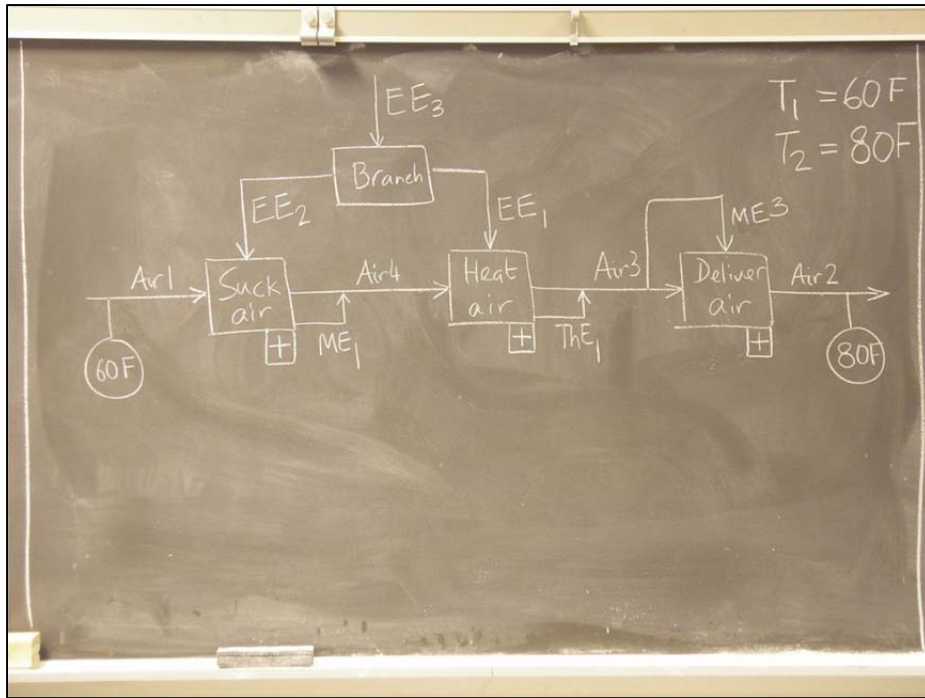 EE3
T1 = 60F
T2 = 80F
Branch
EE2
EE1
ME3
Air1
Suck air
Air4
Heat air
Air3
Deliver air
Air2
60F
+
ME1
+
ThE1
+
80F